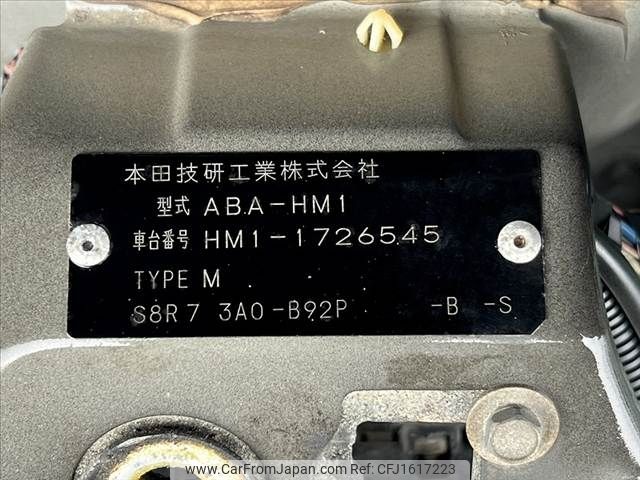 本田技研工業株式会社
型式 ABA-HM1
車台番号 HM1-1726545
TYPE M
S8R7 3A0-B92P -B -S
www.CarFromJapan.com | No: CFJ1617223